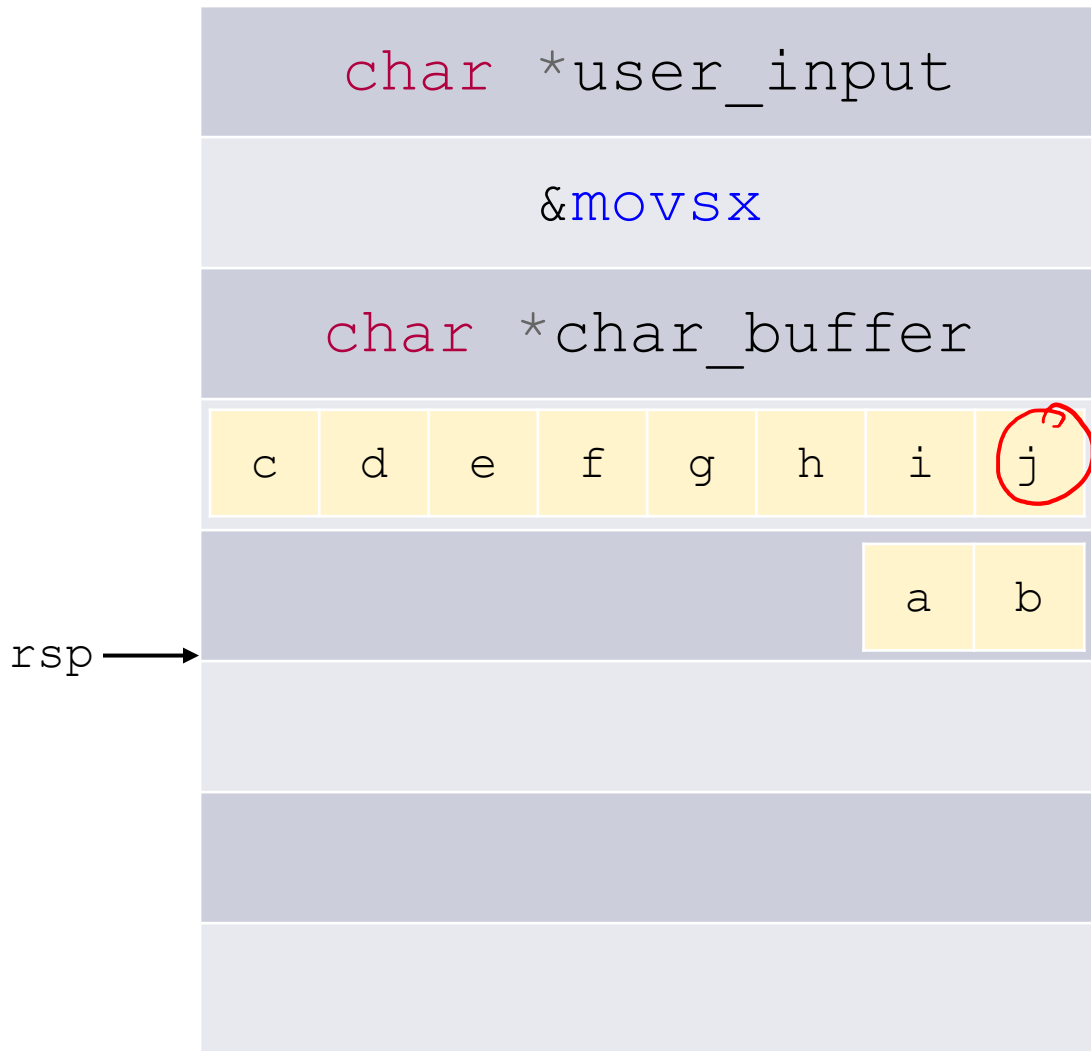 char *user_input
&movsx
char *char_buffer
c d e f g h i j
a b
rsp